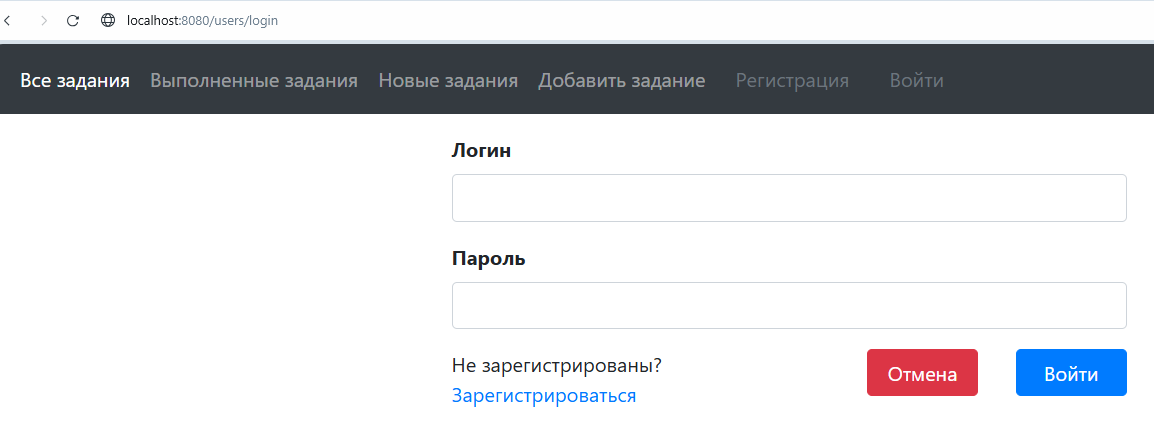 localhost:8080/users/login
Все задания Выполненные задания Новые задания Добавить задание Регистрация Войти
Логин
Пароль
Не зарегистрированы?
Зарегистрироваться
Отмена Войти